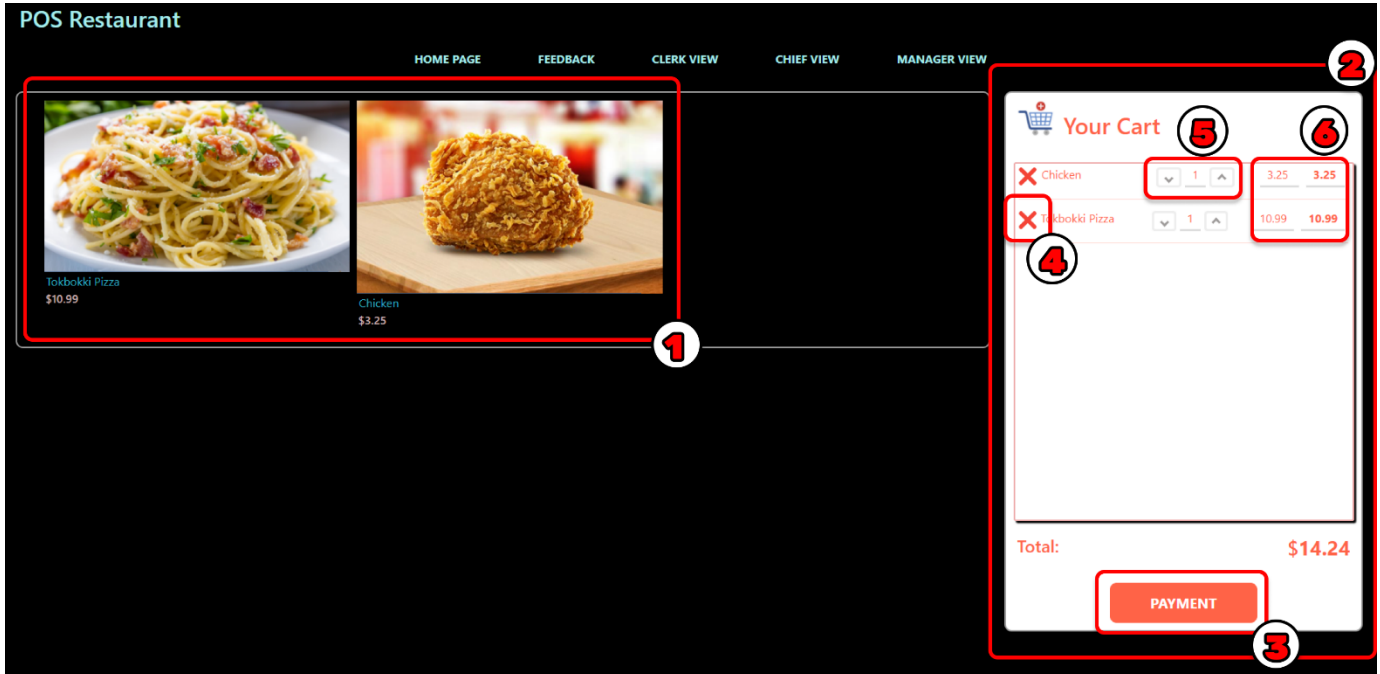 POS Restaurant
HOME PAGE FEEDBACK CLERK VIEW CHIEF VIEW MANAGER VIEW
2
Tokbokki Pizza
$10.99
Chicken
$3.25
1
Your Cart
5 6
Chicken 1 3.25 3.25
Tokbokki Pizza 1 10.99 10.99
4
Total: $14.24
PAYMENT
3